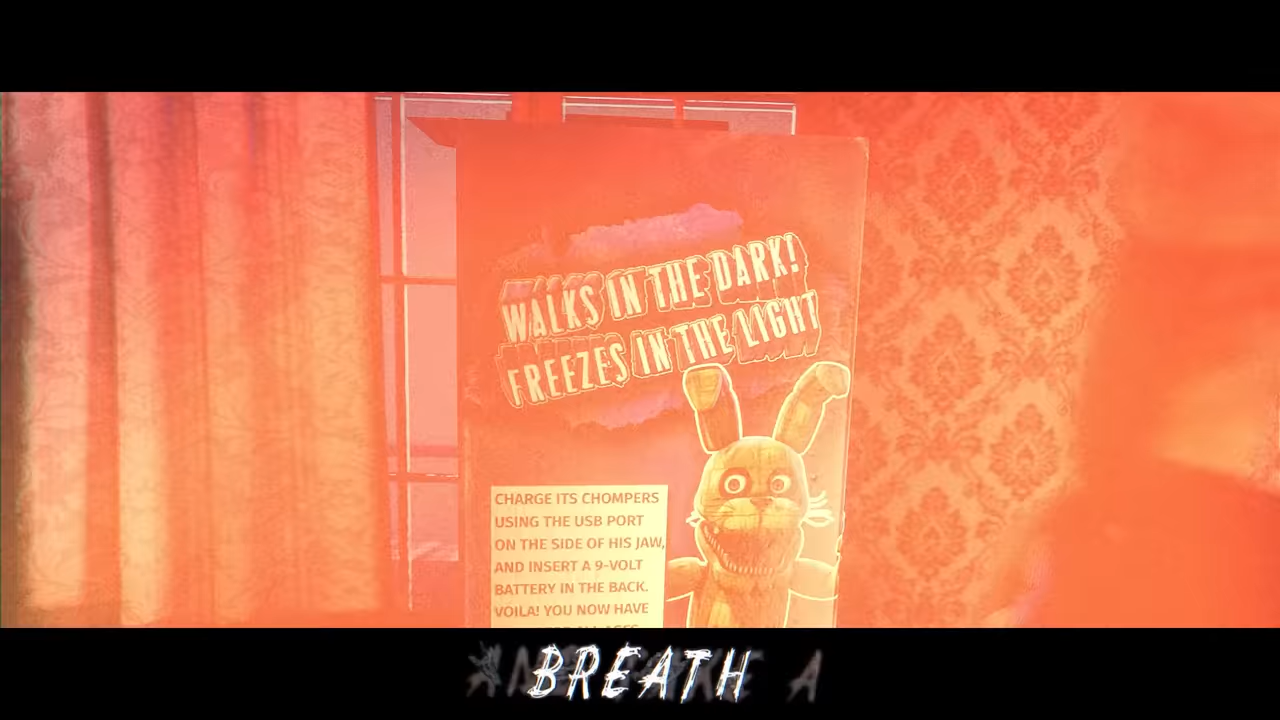 WALKS IN THE DARK!
FREEZES IN THE LIGHT
CHARGE ITS CHOMPERS
USING THE USB PORT
ON THE SIDE OF HIS JAW,
AND INSERT A 9-VOLT
BATTERY IN THE BACK.
VOILA! YOU NOW HAVE
BREATH
A